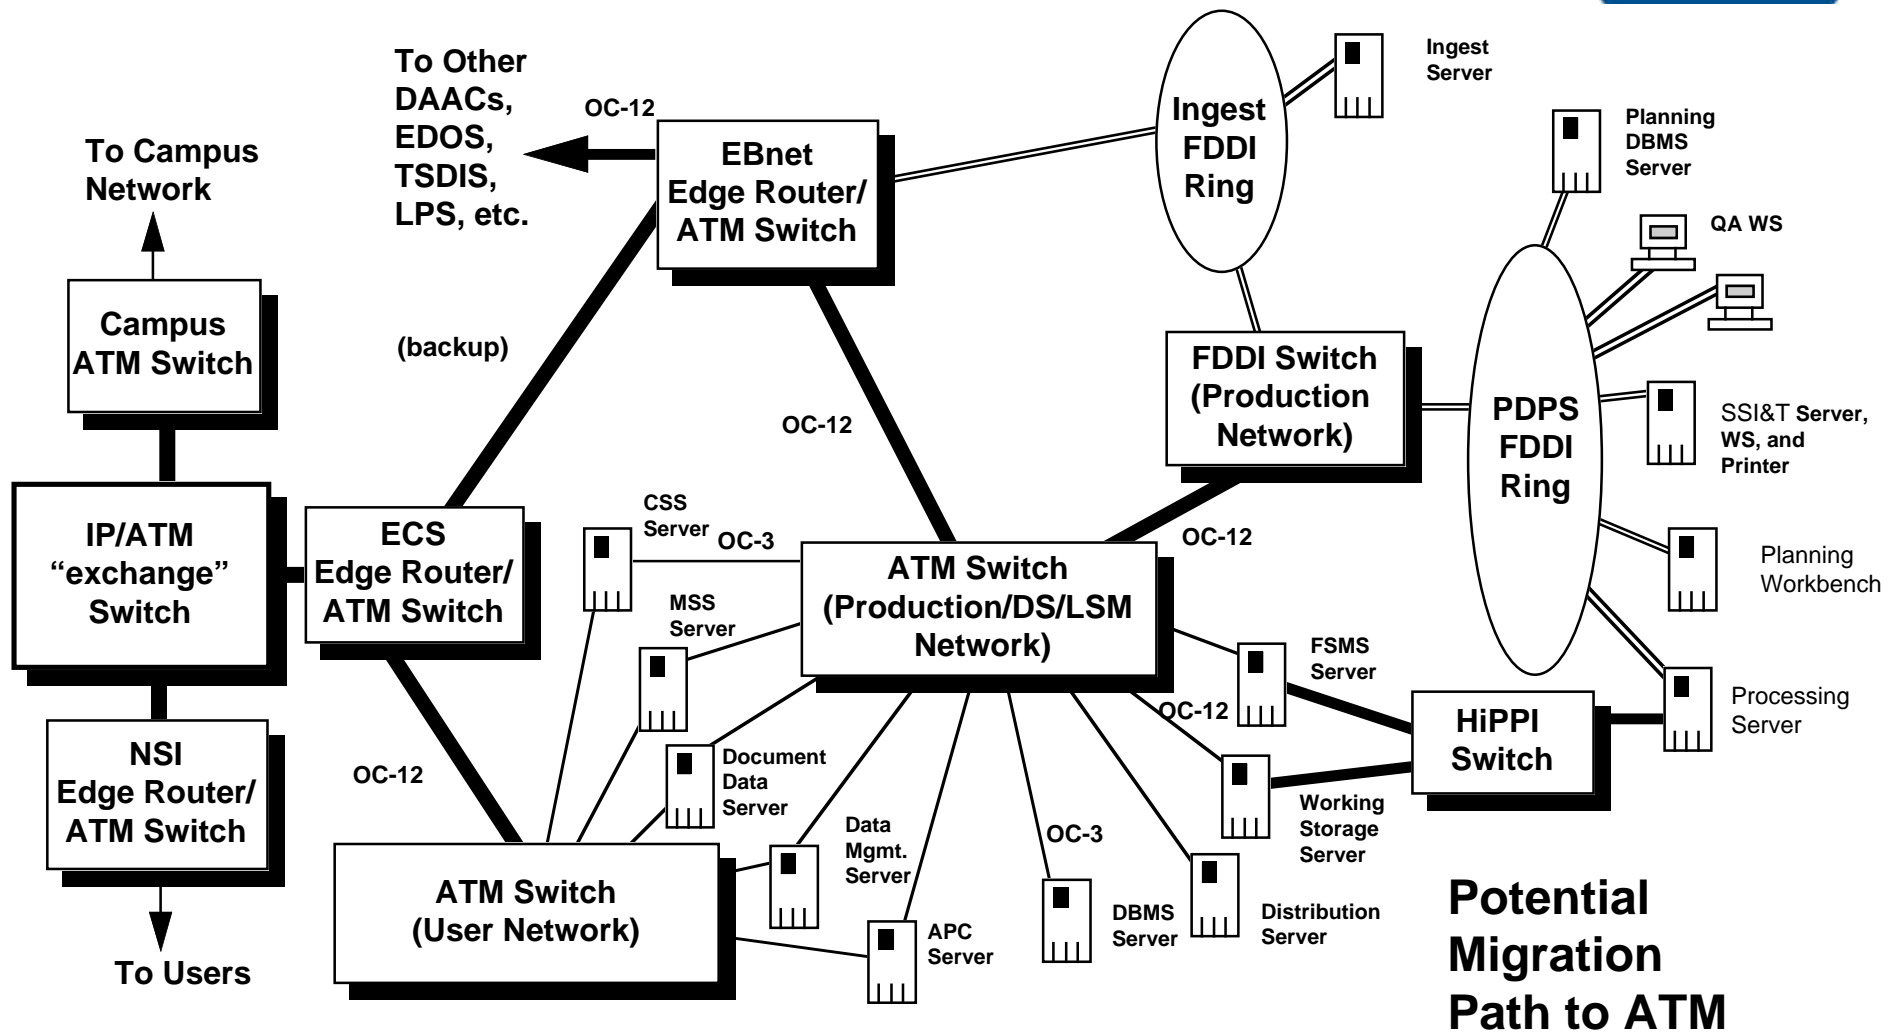 To Other
DAACs,
EDOS,
TSDIS,
LPS, etc.
OC-12
To Campus
Network
EBnet
Edge Router/
ATM Switch
Ingest
FDDI
Ring
Ingest
Server
Planning
DBMS
Server
QA WS
Campus
ATM Switch
(backup)
OC-12
FDDI Switch
(Production
Network)
PDPS
FDDI
Ring
SSI&T Server,
WS, and
Printer
IP/ATM
“exchange”
Switch
ECS
Edge Router/
ATM Switch
CSS
Server
OC-3
MSS
Server
ATM Switch
(Production/DS/LSM
Network)
OC-12
Planning
Workbench
FSMS
Server
OC-12
HiPPI
Switch
Processing
Server
NSI
Edge Router/
ATM Switch
OC-12
Document
Data
Server
Data
Mgmt.
Server
OC-3
Working
Storage
Server
ATM Switch
(User Network)
APC
Server
DBMS
Server
Distribution
Server
To Users
Potential
Migration
Path to ATM